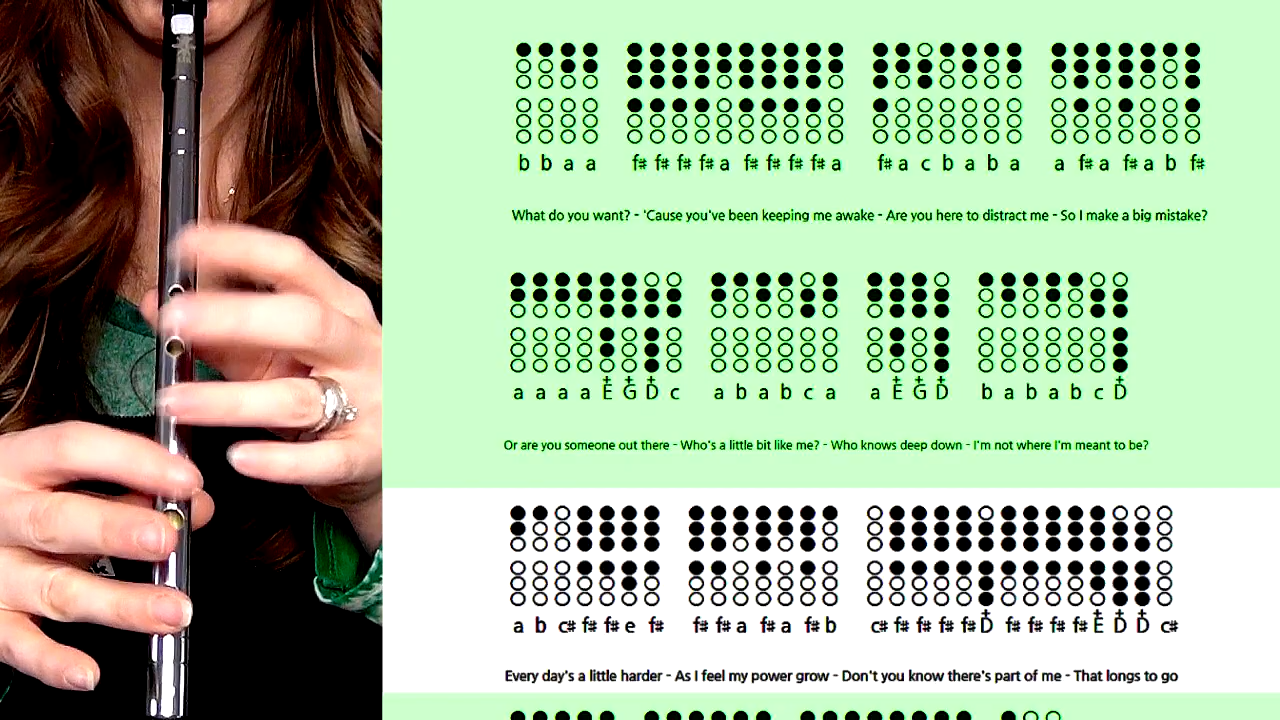 b b a a f# f# f# f# a f# f# f# f# a f# a c b a b a a f# a f# a b f#
What do you want? - 'Cause you've been keeping me awake - Are you here to distract me - So I make a big mistake?
+ + + + + + +
a a a a E G D c a b a b c a a E G D b a b a b c D
Or are you someone out there - Who's a little bit like me? - Who knows deep down - I'm not where I'm meant to be?
+ + + +
a b c# f# f# e f# f# f# a f# a f# b c# f# f# f# f# D f# f# f# f# E D D c#
Every day's a little harder - As I feel my power grow - Don't you know there's part of me - That longs to go